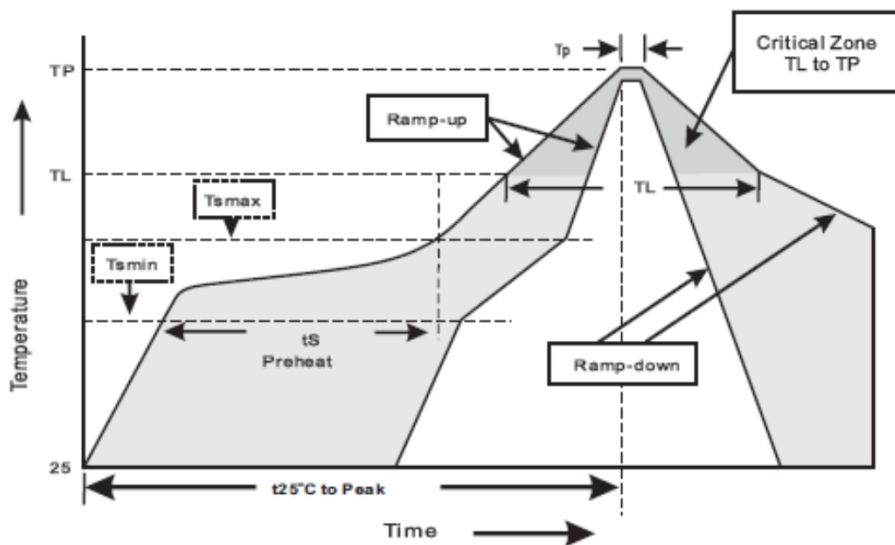 Tp
Critical Zone
TL to TP
TP
Ramp-up
TL
Tsmax
TL
Tsmin
Temperature
tS
Preheat
Ramp-down
25
t25°C to Peak
Time